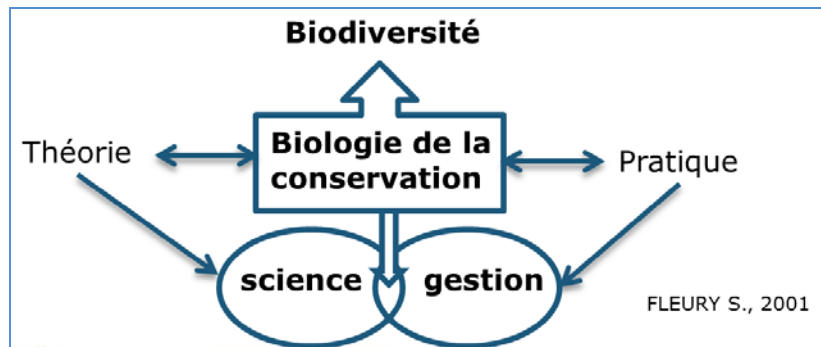 Biodiversité
Théorie
Biologie de la
conservation
Pratique
science
gestion
FLEURY S., 2001